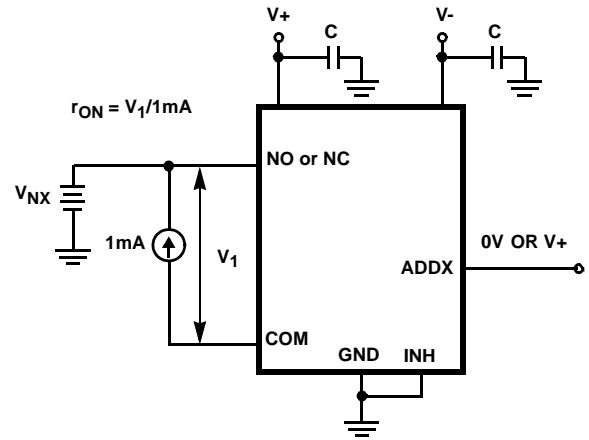 V+
V-
C
C
rON = V1/1mA
NO or NC
VNX
1mA
V1
0V OR V+
ADDX
COM
GND
INH